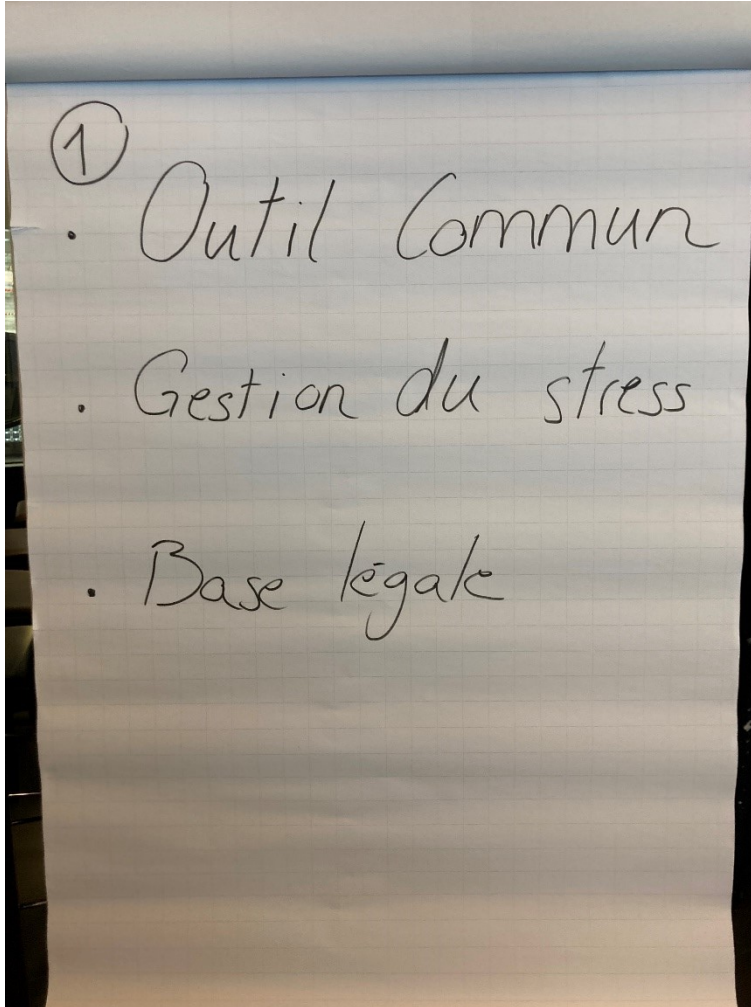 ①
. Outil Commun
. Gestion du stress
. Base légale